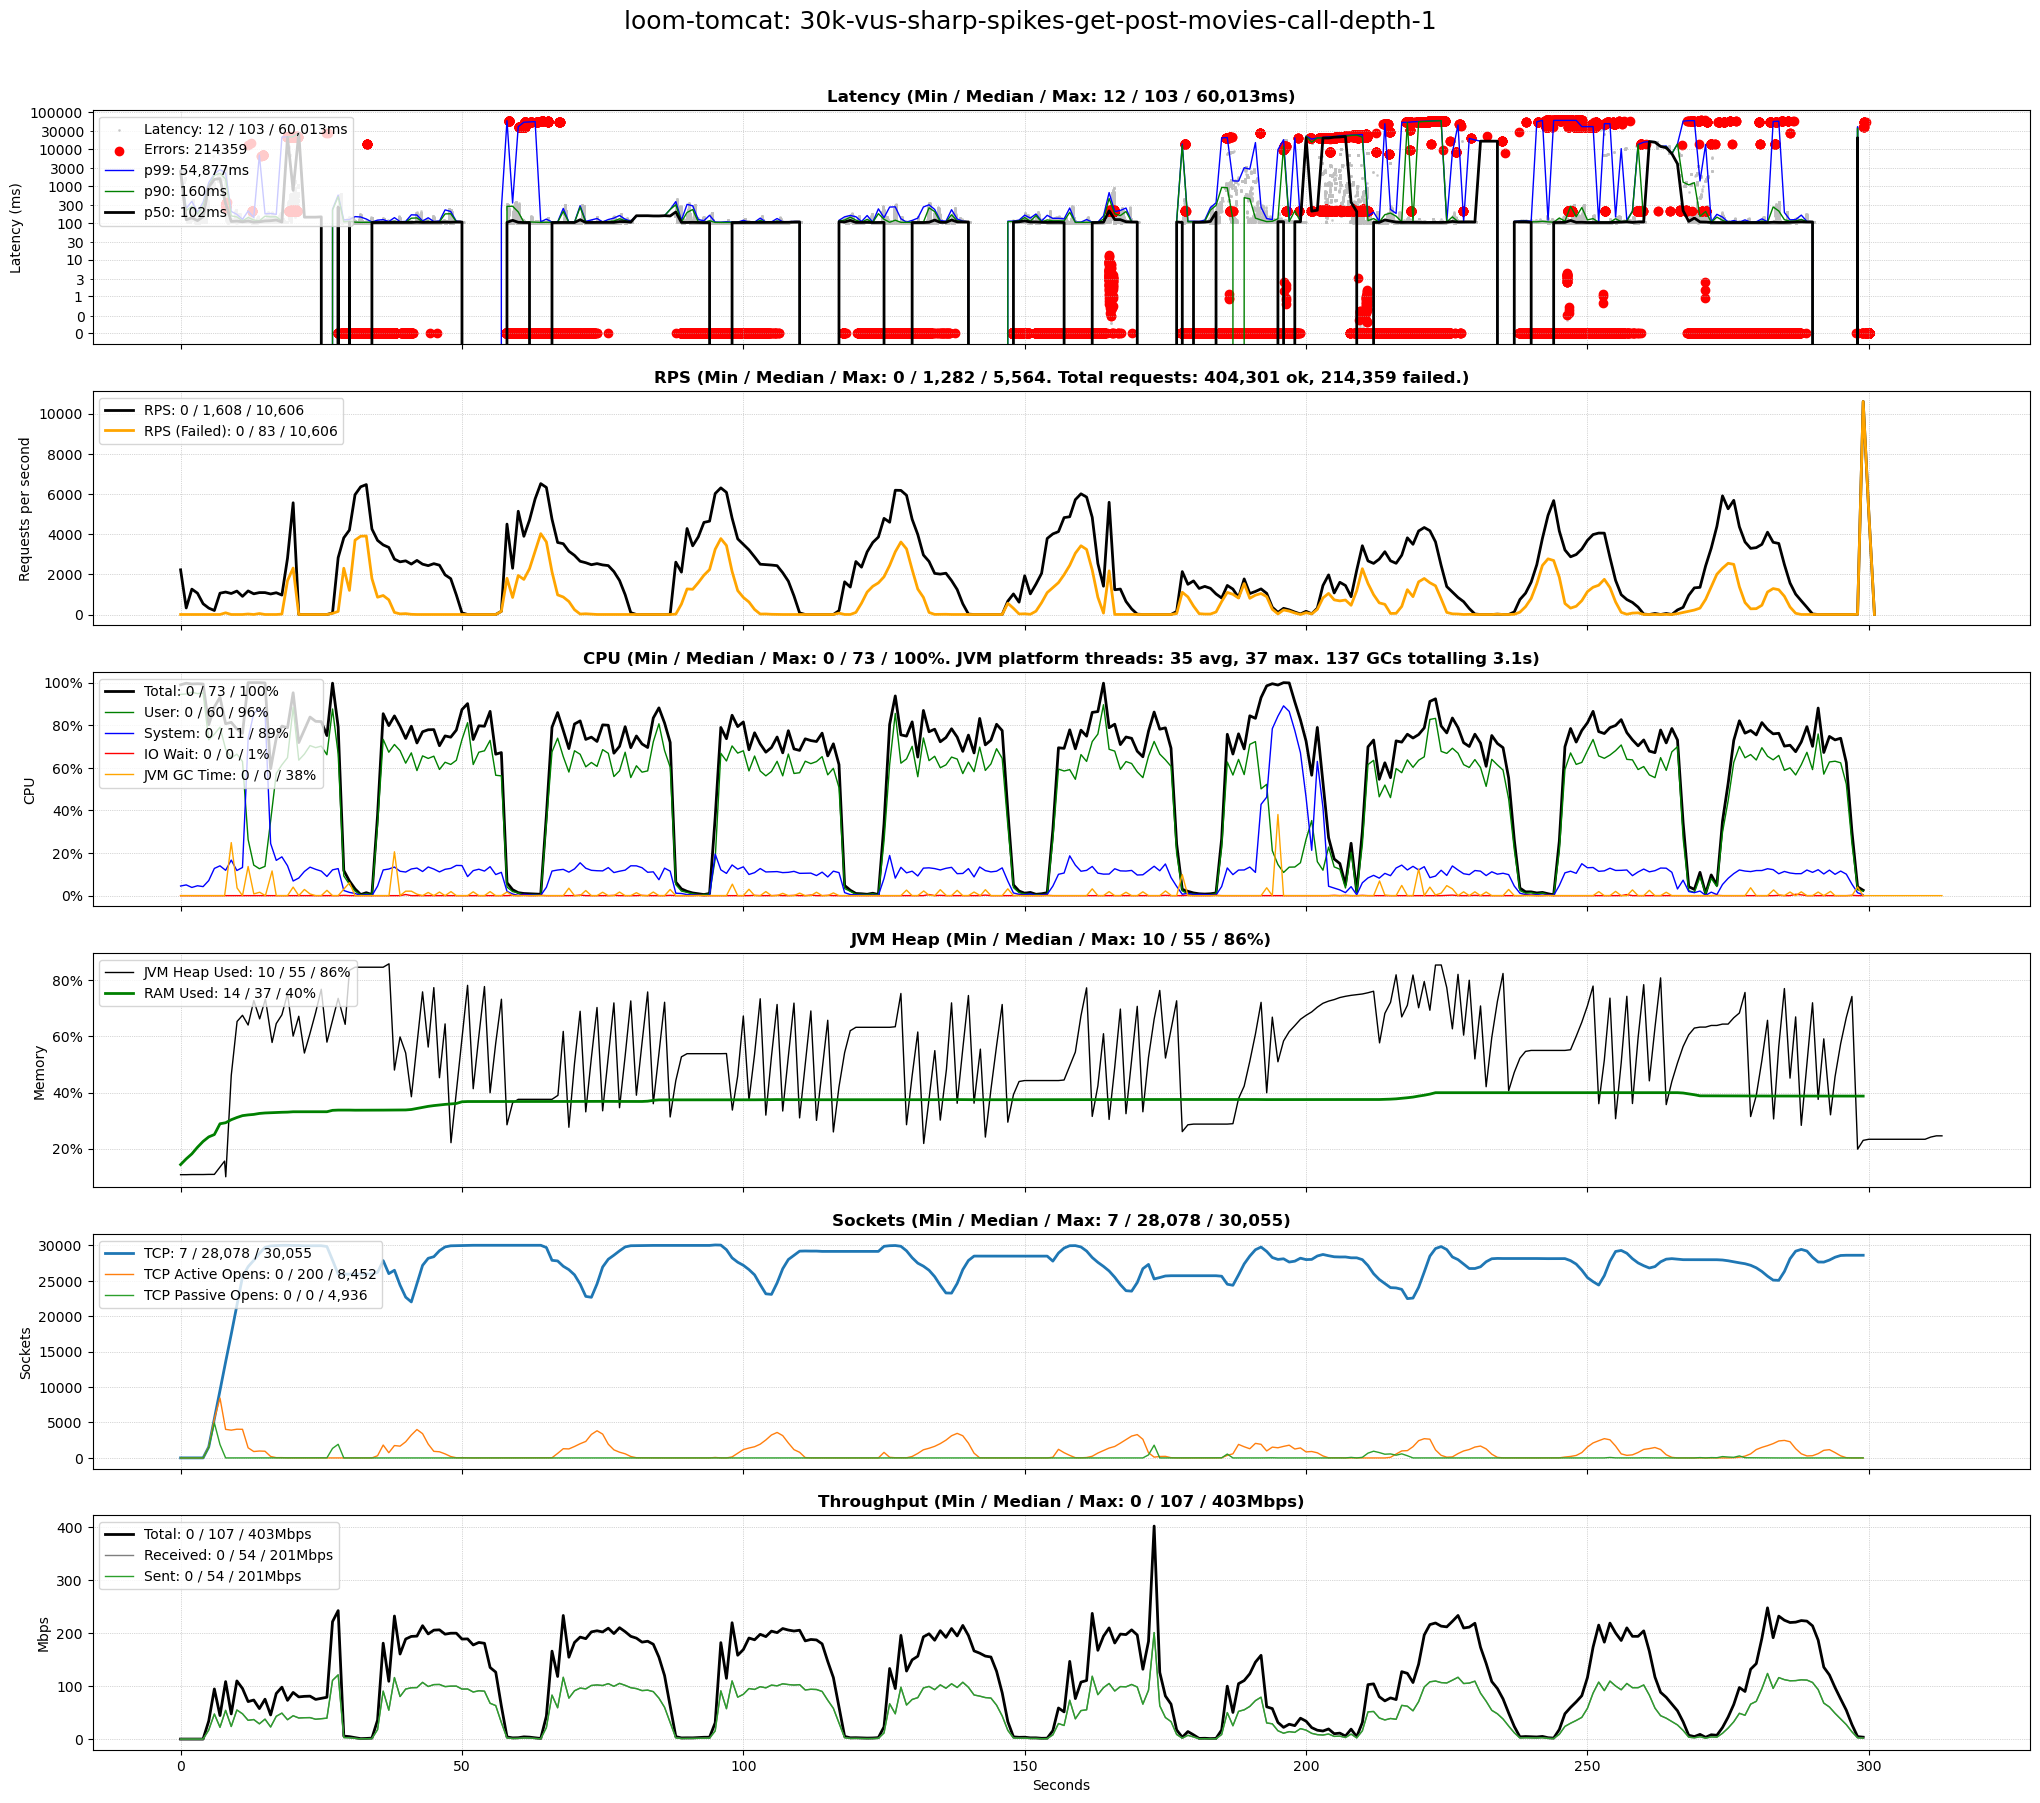 loom-tomcat: 30k-vus-sharp-spikes-get-post-movies-call-depth-1
Latency (Min / Median / Max: 12 / 103 / 60,013ms)
Latency (ms)
100000
30000
10000
3000
1000
300
100
30
10
3
1
0
0
Latency: 12 / 103 / 60,013ms
Errors: 214359
p99: 54,877ms
p90: 160ms
p50: 102ms
RPS (Min / Median / Max: 0 / 1,282 / 5,564. Total requests: 404,301 ok, 214,359 failed.)
Requests per second
10000
8000
6000
4000
2000
0
RPS: 0 / 1,608 / 10,606
RPS (Failed): 0 / 83 / 10,606
CPU (Min / Median / Max: 0 / 73 / 100%. JVM platform threads: 35 avg, 37 max. 137 GCs totalling 3.1s)
CPU
100%
80%
60%
40%
20%
0%
Total: 0 / 73 / 100%
User: 0 / 60 / 96%
System: 0 / 11 / 89%
IO Wait: 0 / 0 / 1%
JVM GC Time: 0 / 0 / 38%
JVM Heap (Min / Median / Max: 10 / 55 / 86%)
Memory
80%
60%
40%
20%
JVM Heap Used: 10 / 55 / 86%
RAM Used: 14 / 37 / 40%
Sockets (Min / Median / Max: 7 / 28,078 / 30,055)
Sockets
30000
25000
20000
15000
10000
5000
0
TCP: 7 / 28,078 / 30,055
TCP Active Opens: 0 / 200 / 8,452
TCP Passive Opens: 0 / 0 / 4,936
Throughput (Min / Median / Max: 0 / 107 / 403Mbps)
Mbps
400
300
200
100
0
Total: 0 / 107 / 403Mbps
Received: 0 / 54 / 201Mbps
Sent: 0 / 54 / 201Mbps
0 50 100 150 200 250 300
Seconds